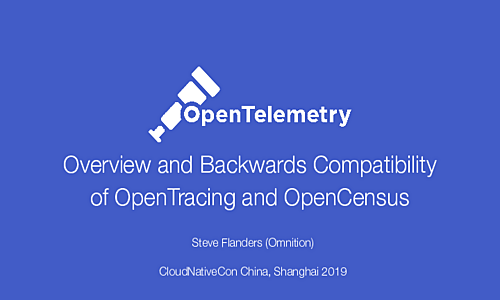 OpenTelemetry
Overview and Backwards Compatibility
of OpenTracing and OpenCensus
Steve Flanders (Omnition)
CloudNativeCon China, Shanghai 2019